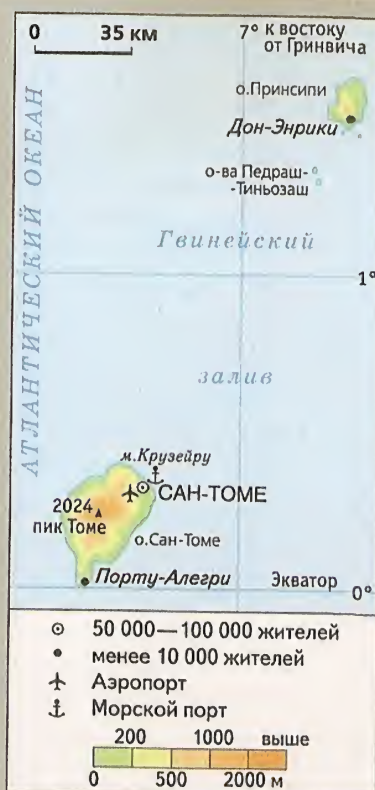 0 35 км
7° к востоку
от Гринвича
о.Принсипи
Дон-Энрики
о-ва Педраш-
-Тиньозаш
АТЛАНТИЧЕСКИЙ ОКЕАН
Гвинейский
1°
залив
м.Крузейру
САН-ТОМЕ
2024
пик Томе
о.Сан-Томе
Порту-Алегри
Экватор
0°
50 000—100 000 жителей
менее 10 000 жителей
Аэропорт
Морской порт
200 1000 выше
0 500 2000 м